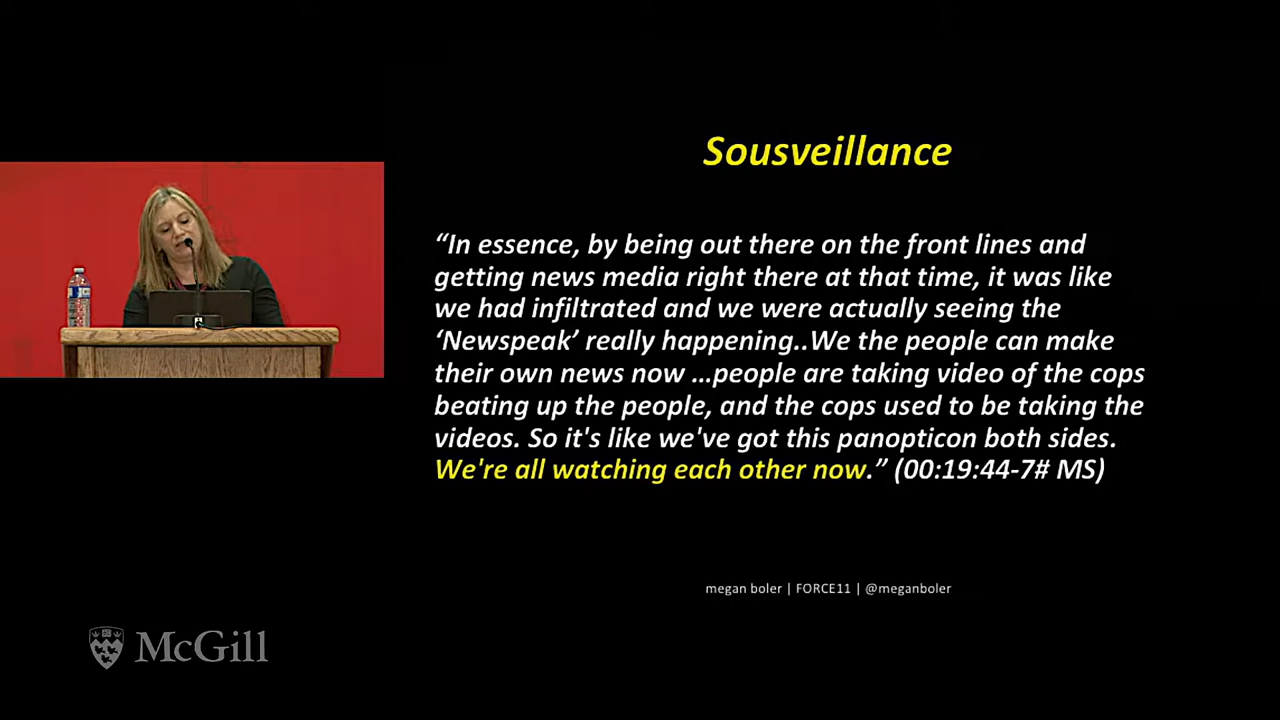 Sousveillance
“In essence, by being out there on the front lines and
getting news media right there at that time, it was like
we had infiltrated and we were actually seeing the
‘Newspeak’ really happening..We the people can make
their own news now …people are taking video of the cops
beating up the people, and the cops used to be taking the
videos. So it's like we've got this panopticon both sides.
We're all watching each other now.” (00:19:44-7# MS)
megan boler | FORCE11 | @meganboler
McGill